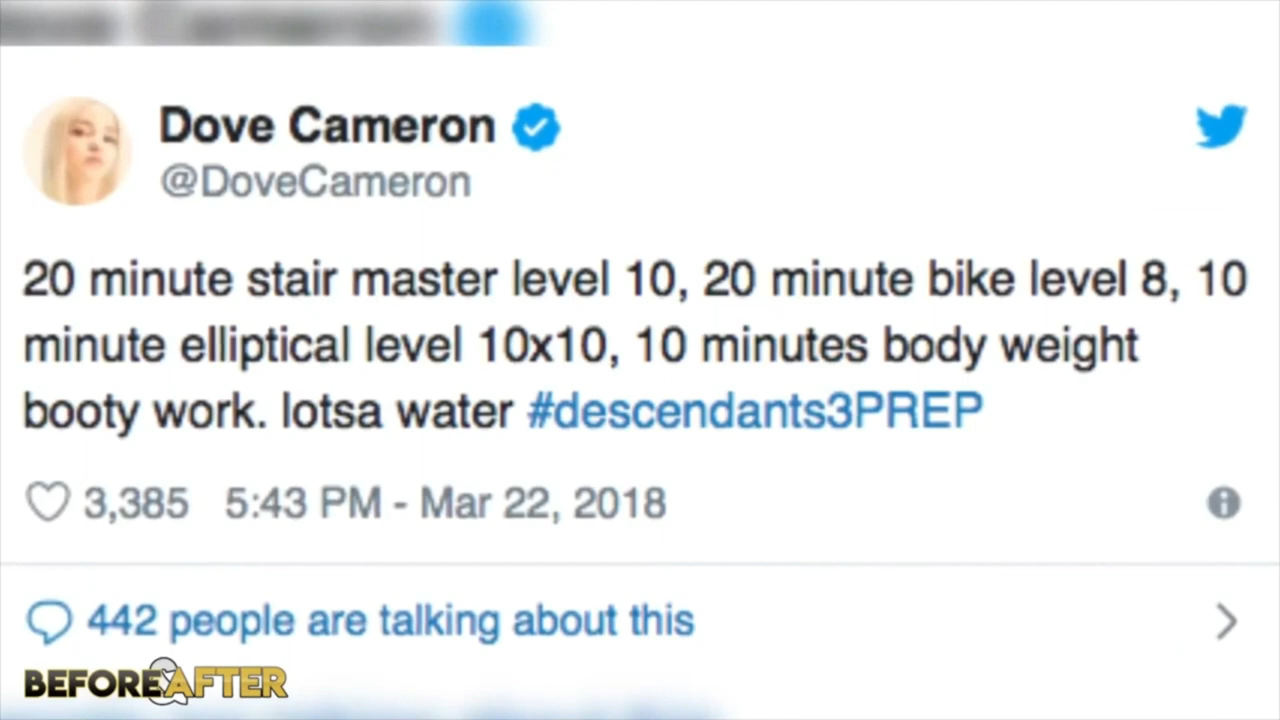 Dove Cameron
@DoveCameron
20 minute stair master level 10, 20 minute bike level 8, 10
minute elliptical level 10x10, 10 minutes body weight
booty work. lotsa water #descendants3PREP
3,385 5:43 PM - Mar 22, 2018
442 people are talking about this
BEFORE&AFTER